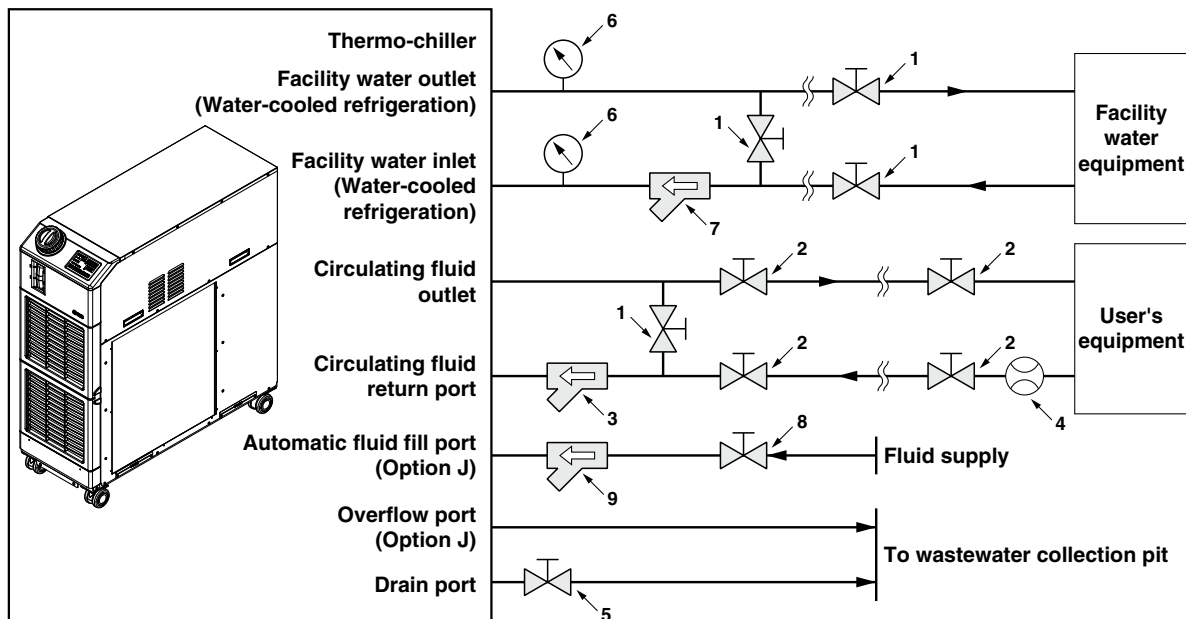 6
Thermo-chiller
1
Facility water outlet
(Water-cooled refrigeration)
Facility
water
equipment
6
1
1
Facility water inlet
(Water-cooled
refrigeration)
7
Circulating fluid
outlet
2
2
User's
equipment
1
Circulating fluid
return port
2
2
3
4
Automatic fluid fill port
(Option J)
8
Fluid supply
9
Overflow port
(Option J)
To wastewater collection pit
Drain port
5